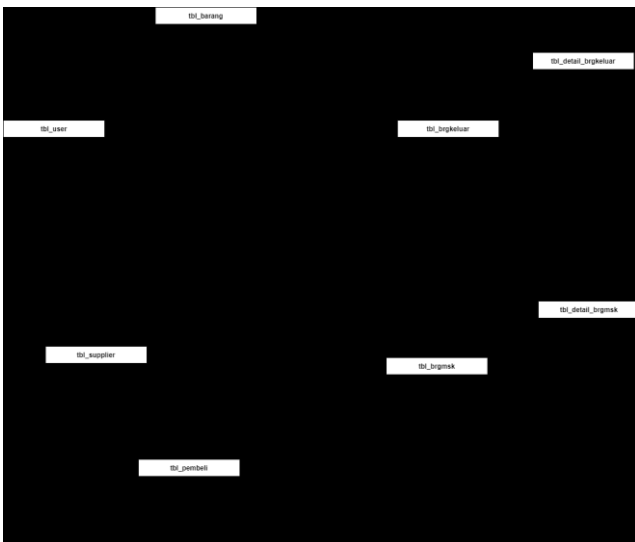 tbl_barang
tbl_detail_brgkeluar
tbl_user
tbl_brgkeluar
tbl_detail_brgmsk
tbl_supplier
tbl_brgmsk
tbl_pembeli